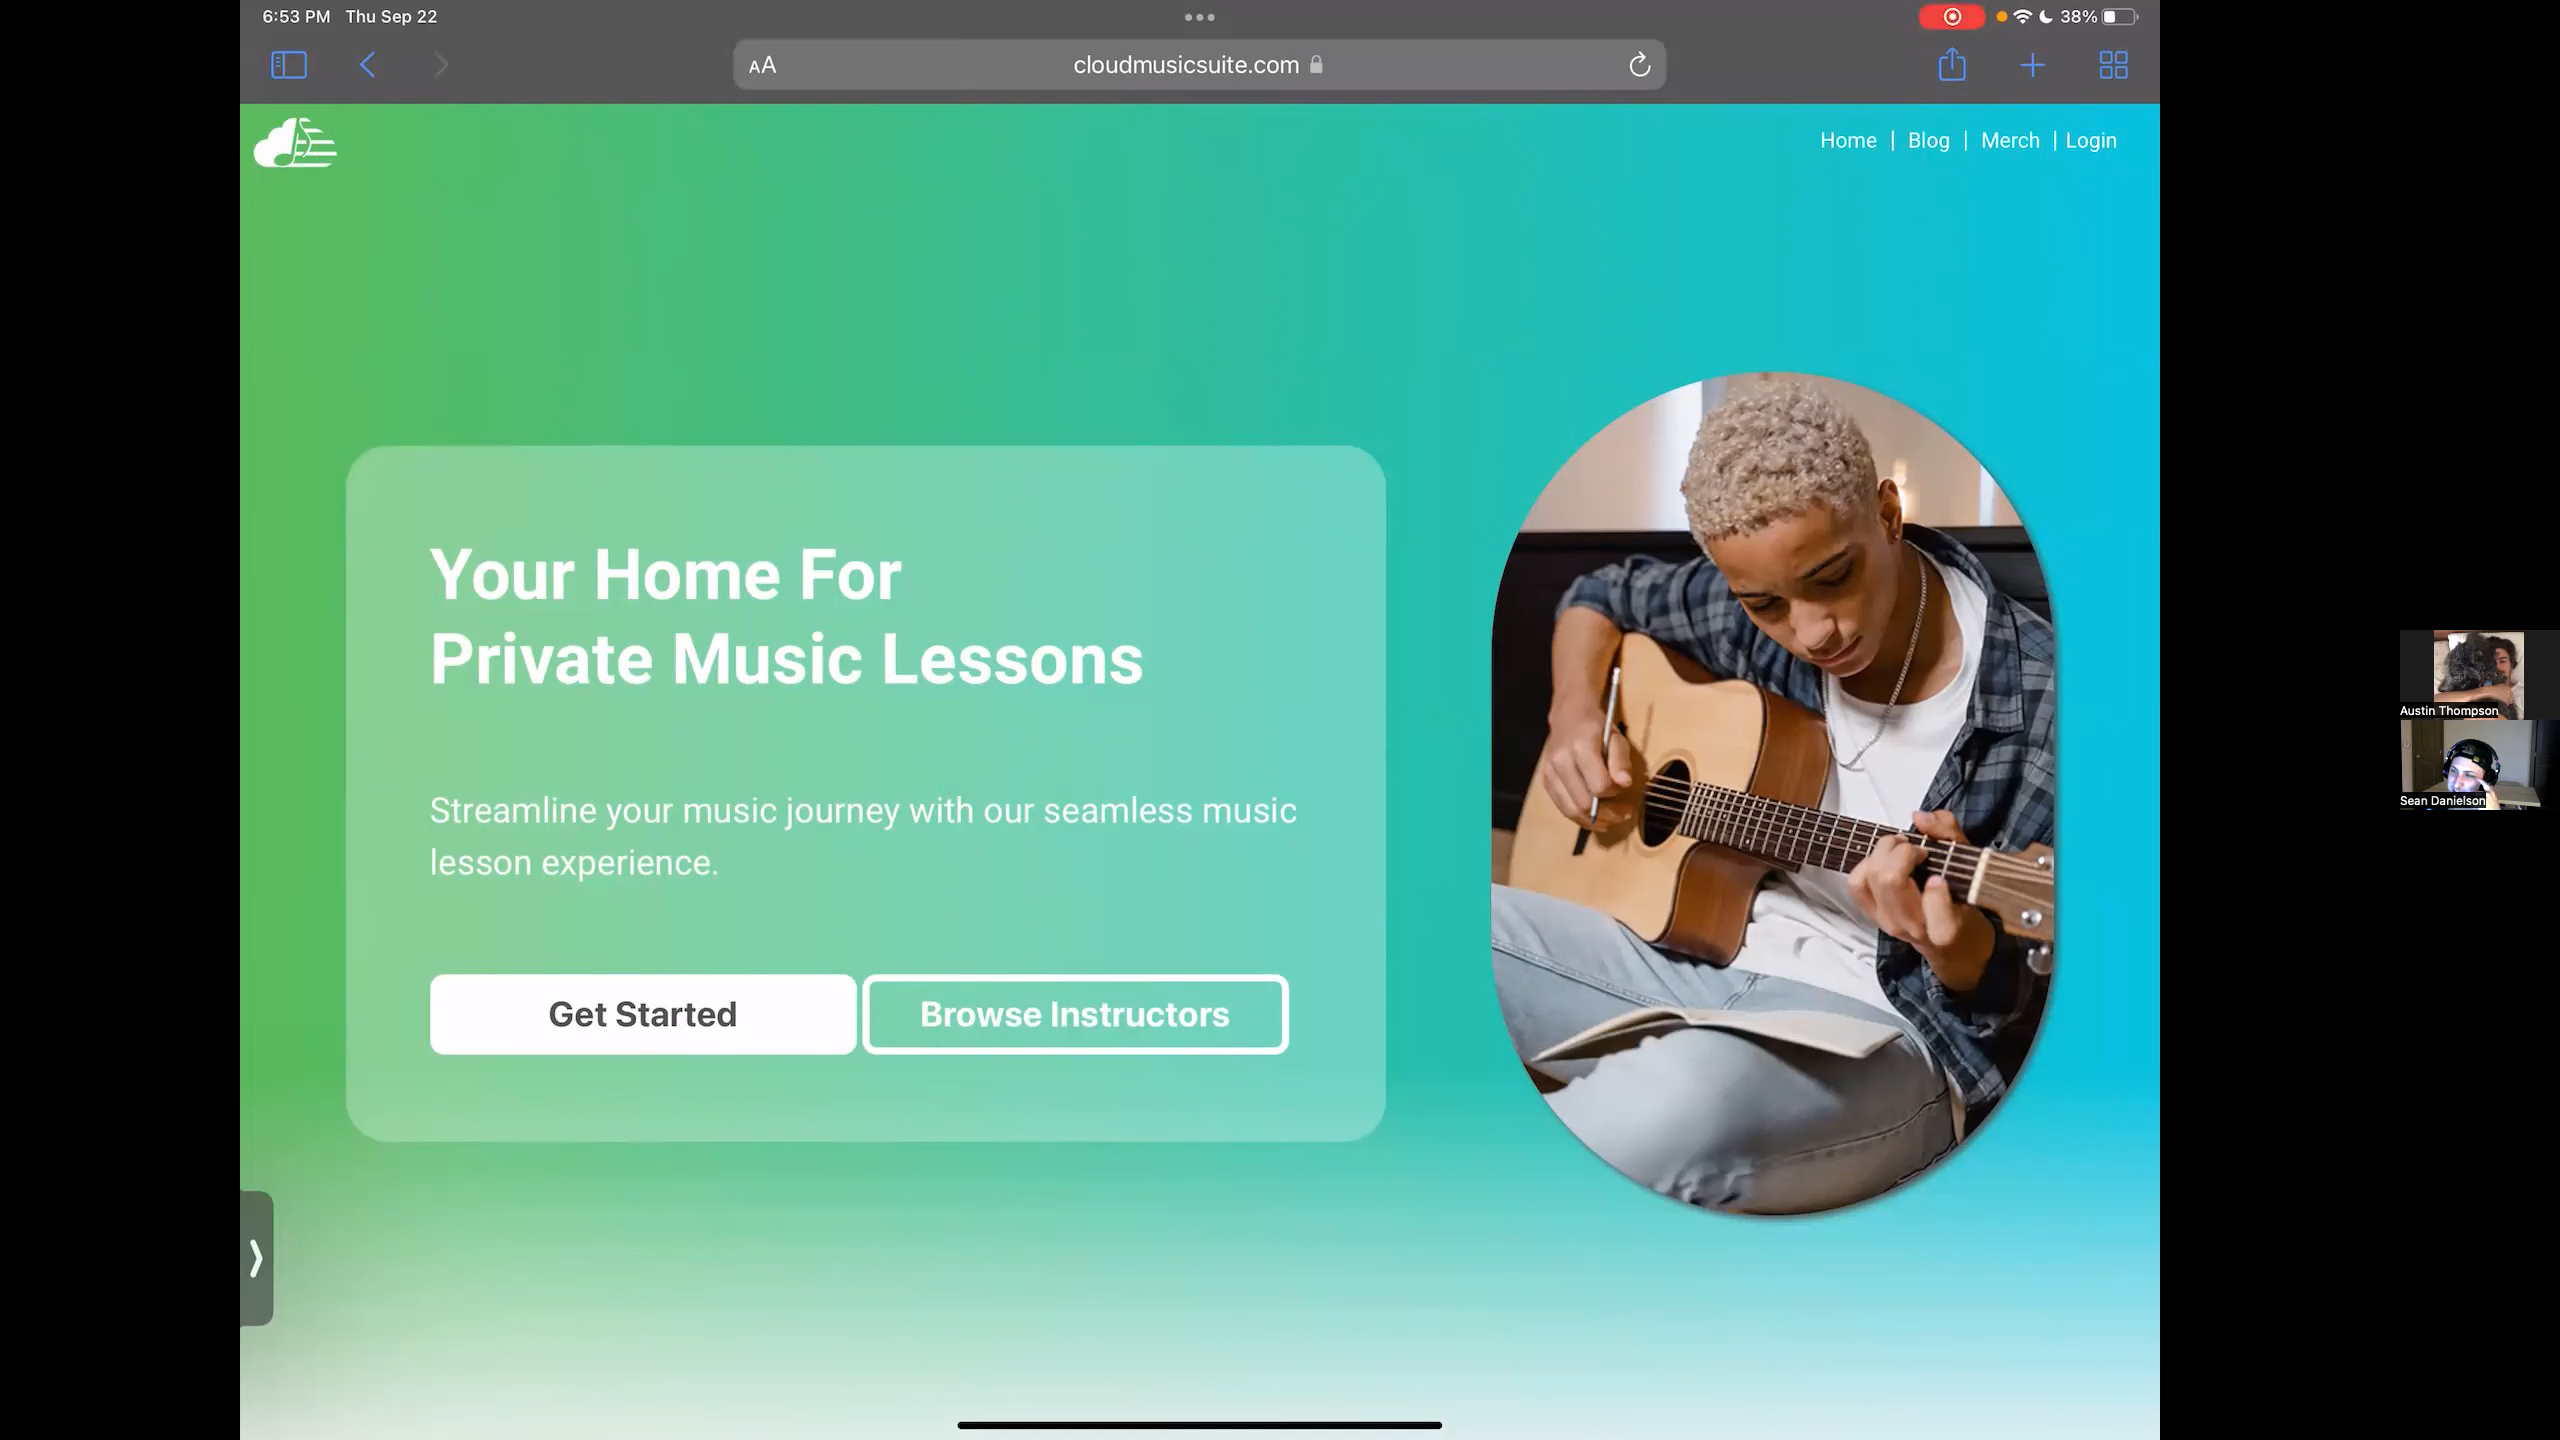 6:53 PM Thu Sep 22
38%
AA
cloudmusicsuite.com
Home | Blog | Merch | Login
Your Home For
Private Music Lessons
Streamline your music journey with our seamless music
lesson experience.
Get Started
Browse Instructors
Austin Thompson
Sean Danielson